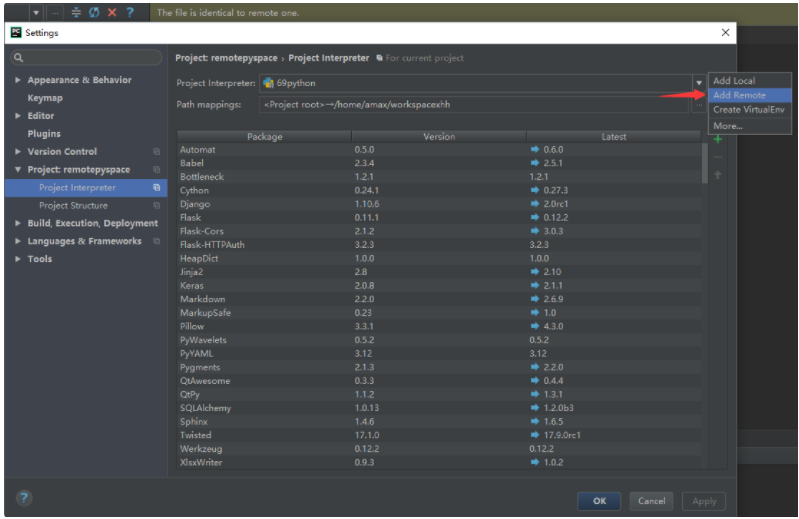 The file is identical to remote one.
PC Settings
Project: remotepyspace › Project Interpreter For current project
Appearance & Behavior
Keymap
Editor
Plugins
Version Control
Project: remotepyspace
Project Interpreter
Project Structure
Build, Execution, Deployment
Languages & Frameworks
Tools
Project Interpreter: 69python
Path mappings: <Project root>→/home/amax/workspacexhh
Add Local
Add Remote
Create VirtualEnv
More...
Package Version Latest
Automat 0.5.0 0.6.0
Babel 2.3.4 2.5.1
Bottleneck 1.2.1 1.2.1
Cython 0.24.1 0.27.3
Django 1.10.6 2.0rc1
Flask 0.11.1 0.12.2
Flask-Cors 2.1.2 3.0.3
Flask-HTTPAuth 3.2.3 3.2.3
HeapDict 1.0.0 1.0.0
Jinja2 2.8 2.10
Keras 2.0.8 2.1.1
Markdown 2.2.0 2.6.9
MarkupSafe 0.23 1.0
Pillow 3.3.1 4.3.0
PyWavelets 0.5.2 0.5.2
PyYAML 3.12 3.12
Pygments 2.1.3 2.2.0
QtAwesome 0.3.3 0.4.4
QtPy 1.1.2 1.3.1
SQLAlchemy 1.0.13 1.2.0b3
Sphinx 1.4.6 1.6.5
Twisted 17.1.0 17.9.0rc1
Werkzeug 0.12.2 0.12.2
XlsxWriter 0.9.3 1.0.2
OK Cancel Apply